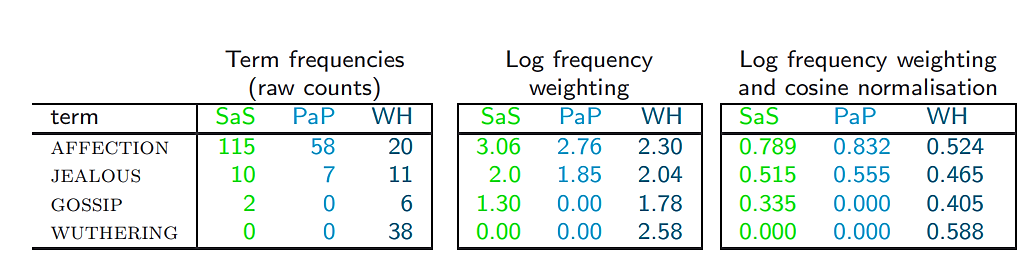 Term frequencies Log frequency Log frequency weighting
(raw counts) weighting and cosine normalisation
term SaS PaP WH SaS PaP WH SaS PaP WH
AFFECTION 115 58 20 3.06 2.76 2.30 0.789 0.832 0.524
JEALOUS 10 7 11 2.0 1.85 2.04 0.515 0.555 0.465
GOSSIP 2 0 6 1.30 0.00 1.78 0.335 0.000 0.405
WUTHERING 0 0 38 0.00 0.00 2.58 0.000 0.000 0.588